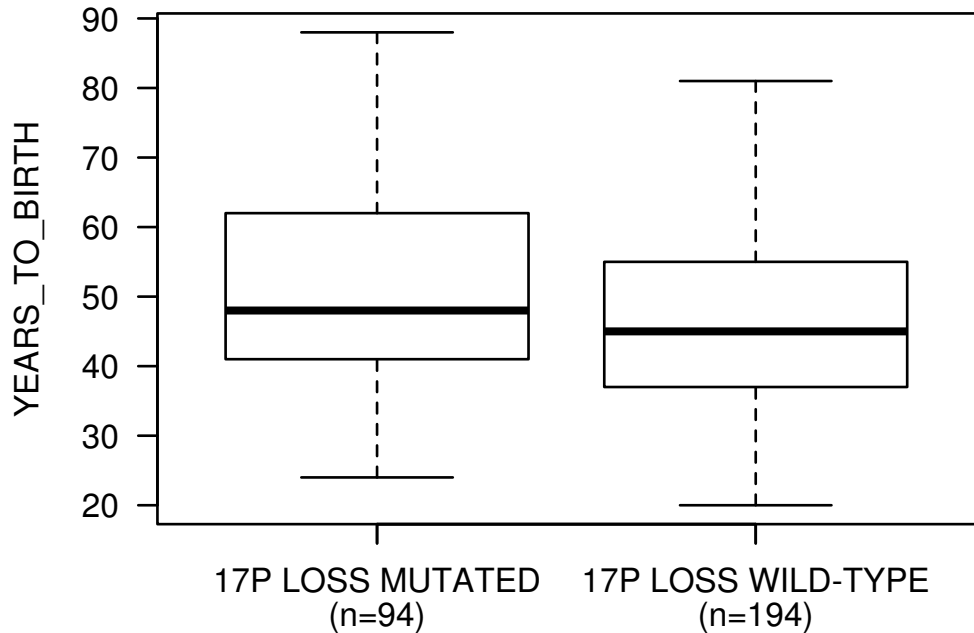 YEARS_TO_BIRTH
90
80
70
60
50
40
30
20
17P LOSS MUTATED
(n=94)
17P LOSS WILD-TYPE
(n=194)